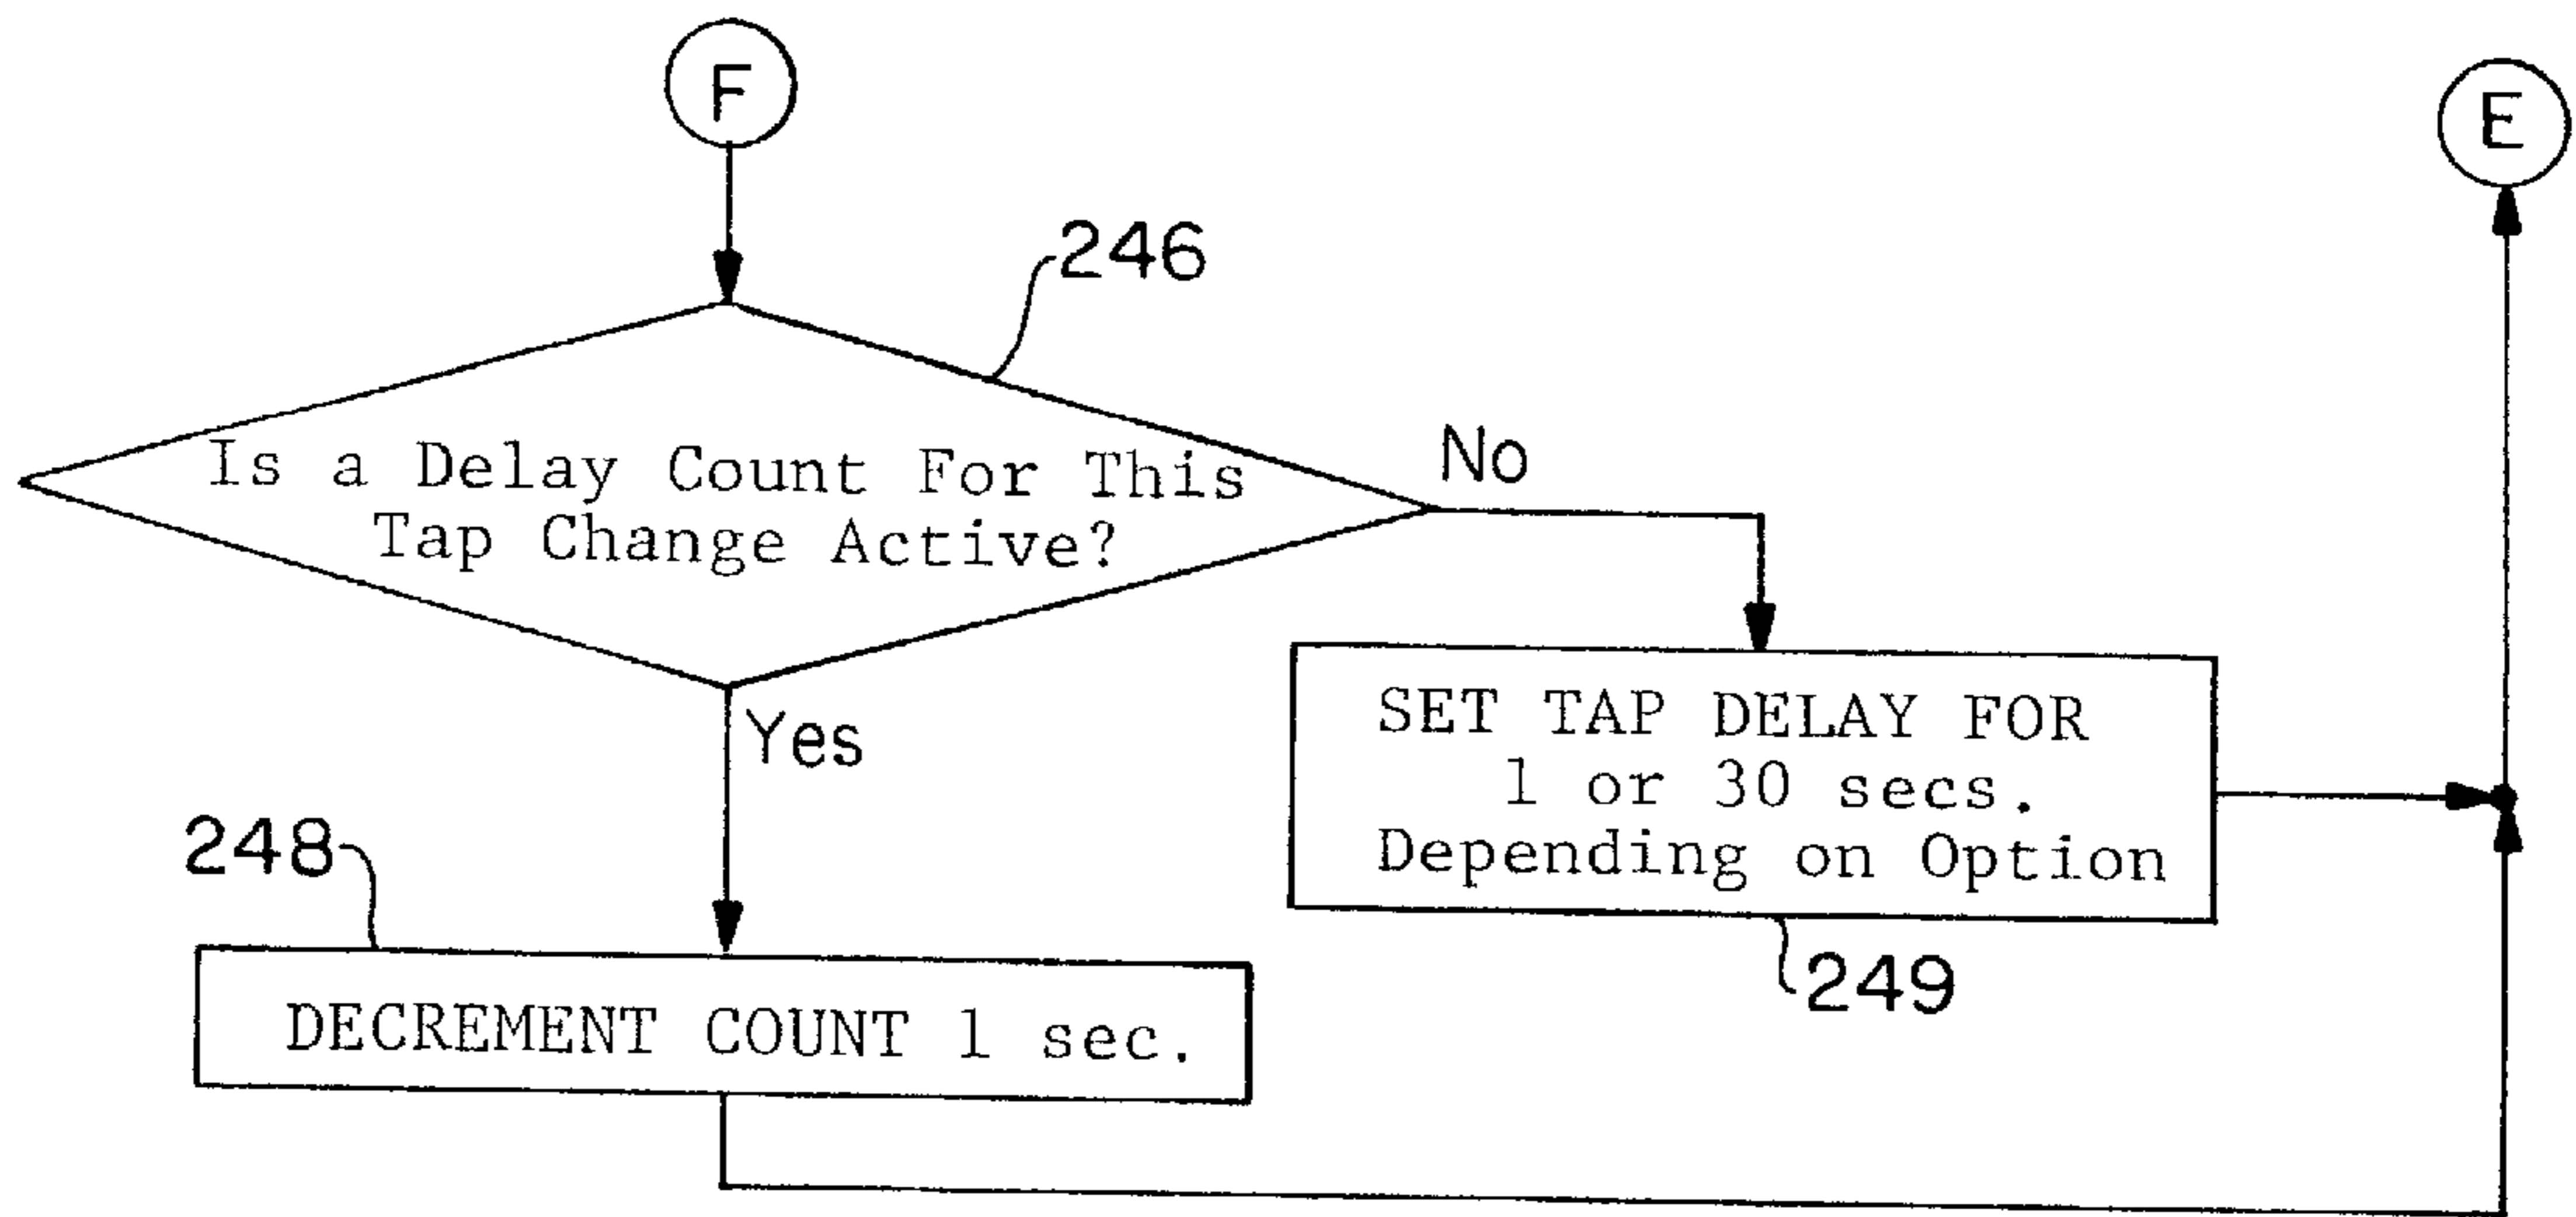 F
E
246
Is a Delay Count For This
Tap Change Active?
No
Yes
SET TAP DELAY FOR
1 or 30 secs.
Depending on Option
248
249
DECREMENT COUNT 1 sec.